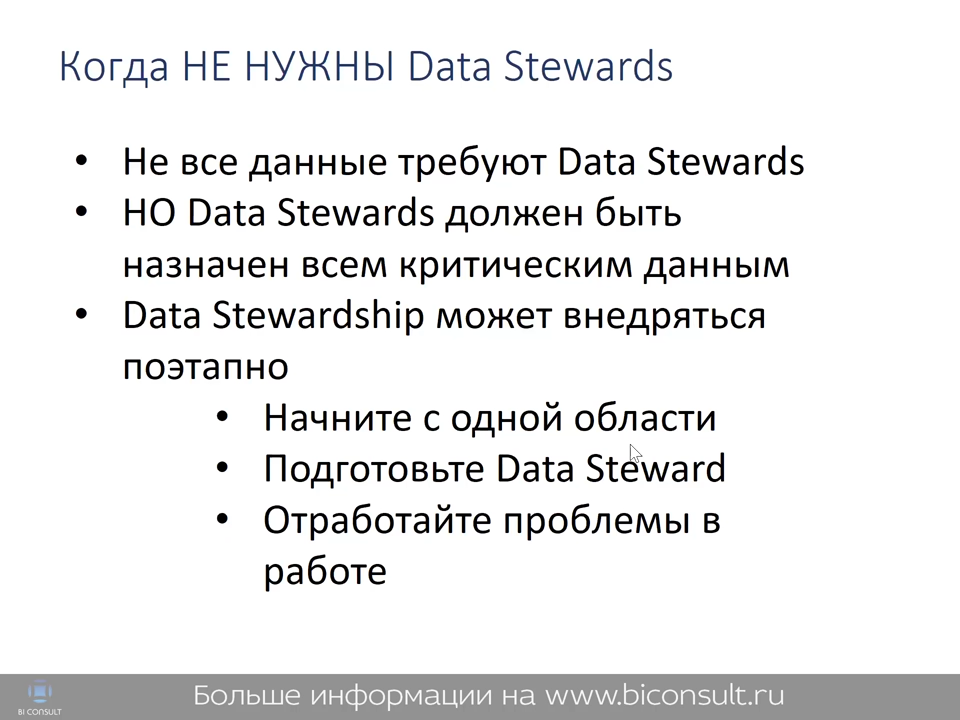 Когда НЕ НУЖНЫ Data Stewards
• Не все данные требуют Data Stewards
• НО Data Stewards должен быть
назначен всем критическим данным
• Data Stewardship может внедряться
поэтапно
• Начните с одной области
• Подготовьте Data Steward
• Отработайте проблемы в
работе
BI CONSULT
Больше информации на www.biconsult.ru